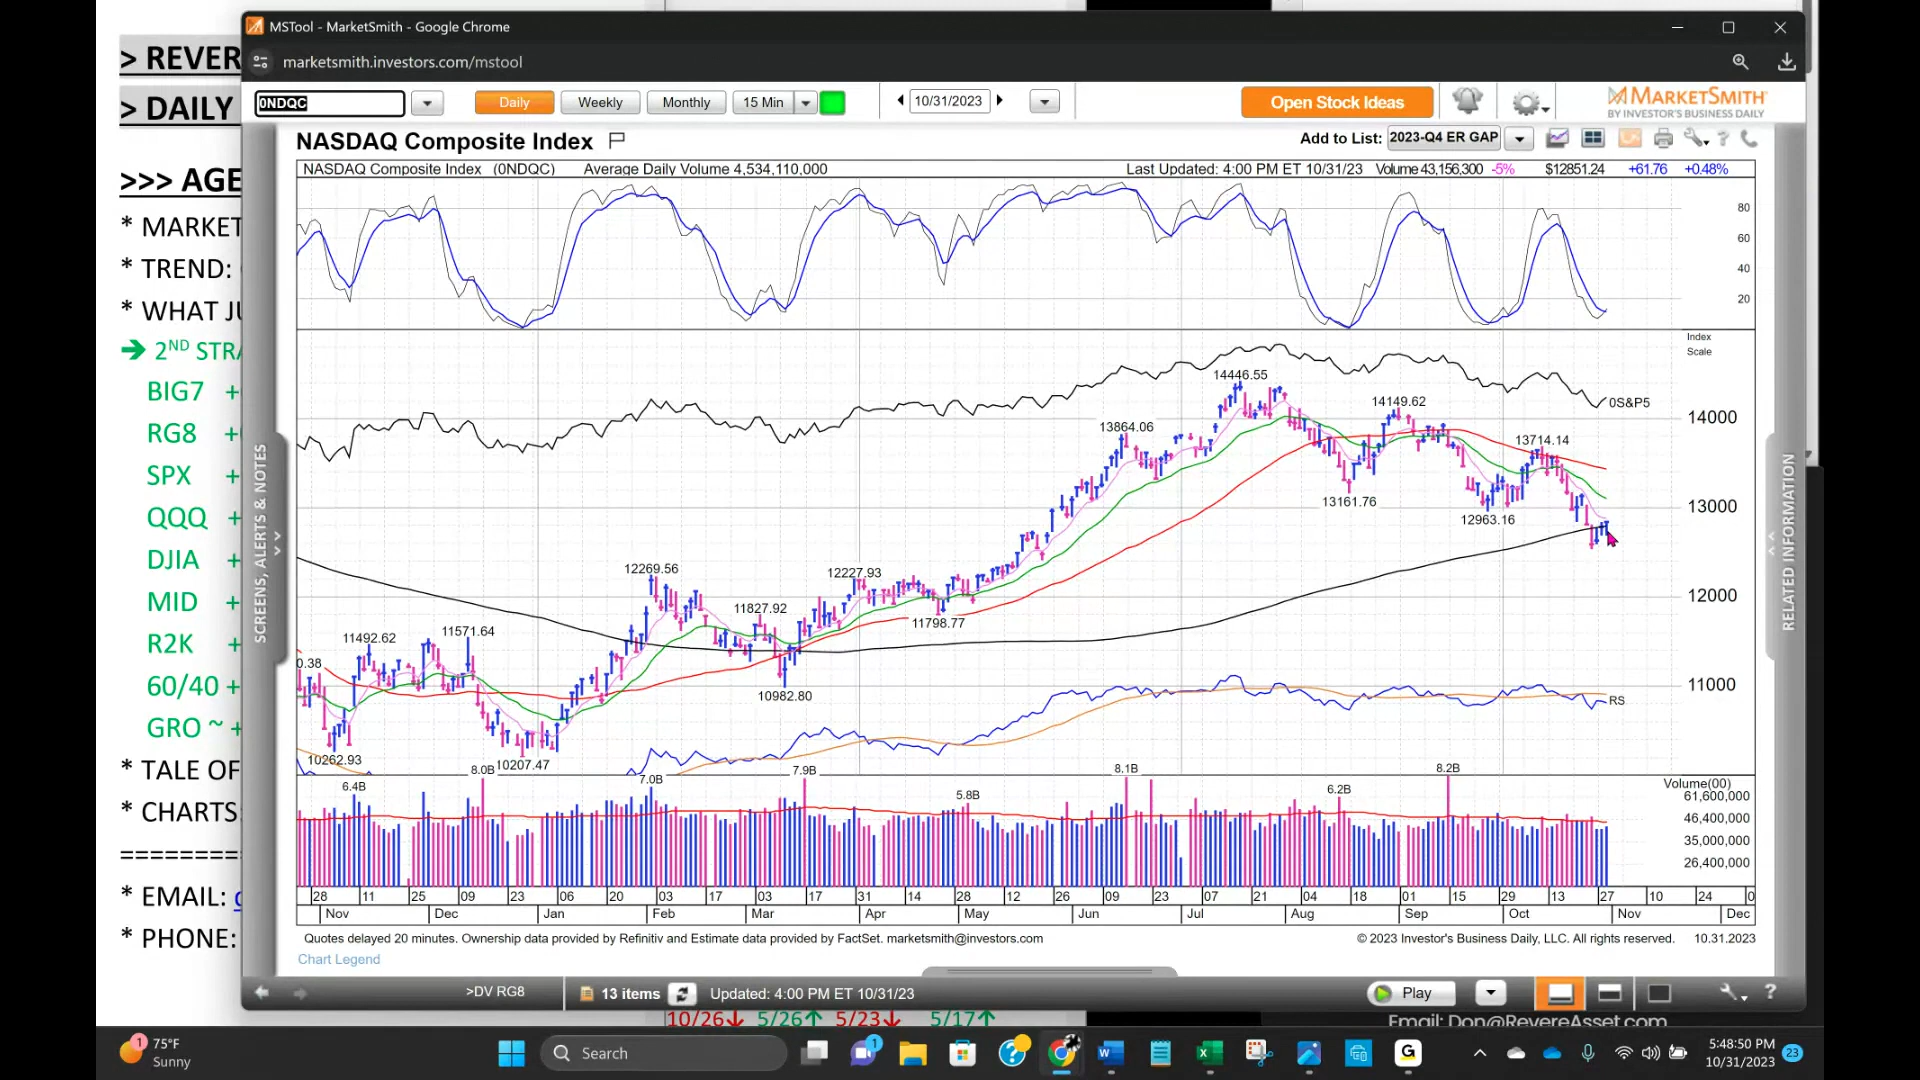 MSTool - MarketSmith - Google Chrome
marketsmith.investors.com/mstool
> REVER
> DAILY
>>> AGE
* MARKET
* TREND:
* WHAT JU
➔ 2ND STRA
BIG7 +
RG8 +
SPX +
QQQ +
DJIA +
MID +
R2K +
60/40 +
GRO ~ +
* TALE OF
* CHARTS:
==========
* EMAIL:
* PHONE:
0NDQC
Daily
Weekly
Monthly
15 Min
10/31/2023
Open Stock Ideas
MARKETSMITH
BY INVESTOR'S BUSINESS DAILY
NASDAQ Composite Index
Add to List:
2023-Q4 ER GAP
NASDAQ Composite Index (0NDQC) Average Daily Volume 4,534,110,000
Last Updated: 4:00 PM ET 10/31/23 Volume 43,156,300 -5% $12851.24 +61.76 +0.48%
80
60
40
20
Index
Scale
14446.55
0S&P5
14149.62
14000
13864.06
13714.14
13161.76
13000
12963.16
12269.56
12227.93
12000
11827.92
11798.77
11492.62
11571.64
0.38
11000
10982.80
RS
10262.93
10207.47
8.0B
7.0B
7.9B
8.1B
8.2B
6.4B
5.8B
6.2B
Volume(00)
61,600,000
46,400,000
35,000,000
26,400,000
28 11 25 09 23 06 20 03 17 03 17 31 14 28 12 26 09 23 07 21 04 18 01 15 29 13 27 10 24 0
Nov Dec Jan Feb Mar Apr May Jun Jul Aug Sep Oct Nov Dec
Quotes delayed 20 minutes. Ownership data provided by Refinitiv and Estimate data provided by FactSet. marketsmith@investors.com
© 2023 Investor's Business Daily, LLC. All rights reserved. 10.31.2023
Chart Legend
SCREENS, ALERTS & NOTES
RELATED INFORMATION
>DV RG8
13 items
Updated: 4:00 PM ET 10/31/23
Play
10/26↓ 5/26↑ 5/23↓ 5/17↑
Email: Don@RevereAsset.com
1
75°F
Sunny
Search
1
5:48:50 PM
10/31/2023
23